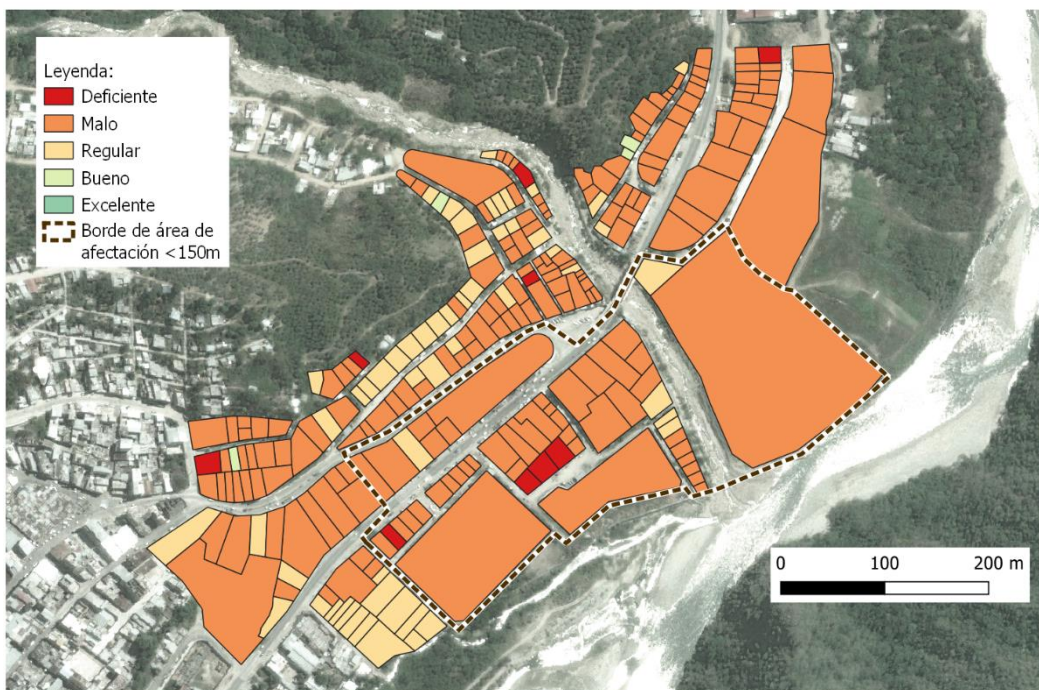 Leyenda:
Deficiente
Malo
Regular
Bueno
Excelente
Borde de área de
afectación <150m
0 100 200 m